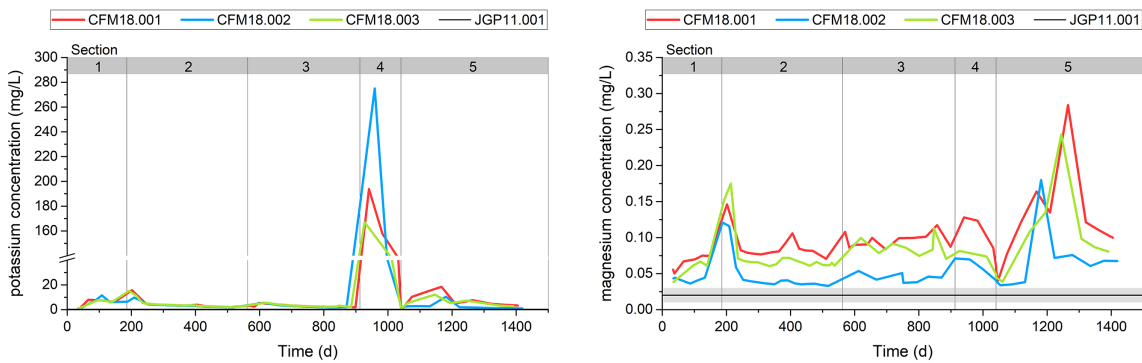 CFM18.001 CFM18.002 CFM18.003 JGP11.001
Section
1 2 3 4 5
potassium concentration (mg/L)
300
280
260
240
220
200
180
160
20
0
0 200 400 600 800 1000 1200 1400
Time (d)
CFM18.001 CFM18.002 CFM18.003 JGP11.001
Section
1 2 3 4 5
magnesium concentration (mg/L)
0.35
0.30
0.25
0.20
0.15
0.10
0.05
0.00
0 200 400 600 800 1000 1200 1400
Time (d)